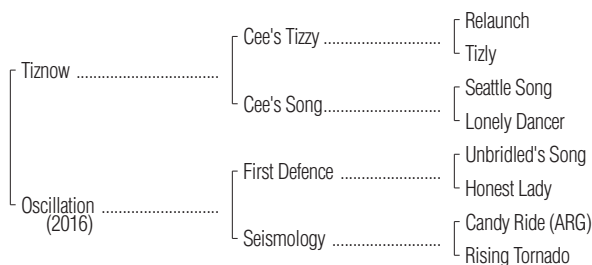 Relaunch
Cee's Tizzy ..............................
Tizly
Tiznow ....................................
Seattle Song
Cee's Song..............................
Lonely Dancer
Unbridled's Song
First Defence .........................
Honest Lady
Oscillation ..............................
(2016)
Candy Ride (ARG)
Seismology ............................
Rising Tornado